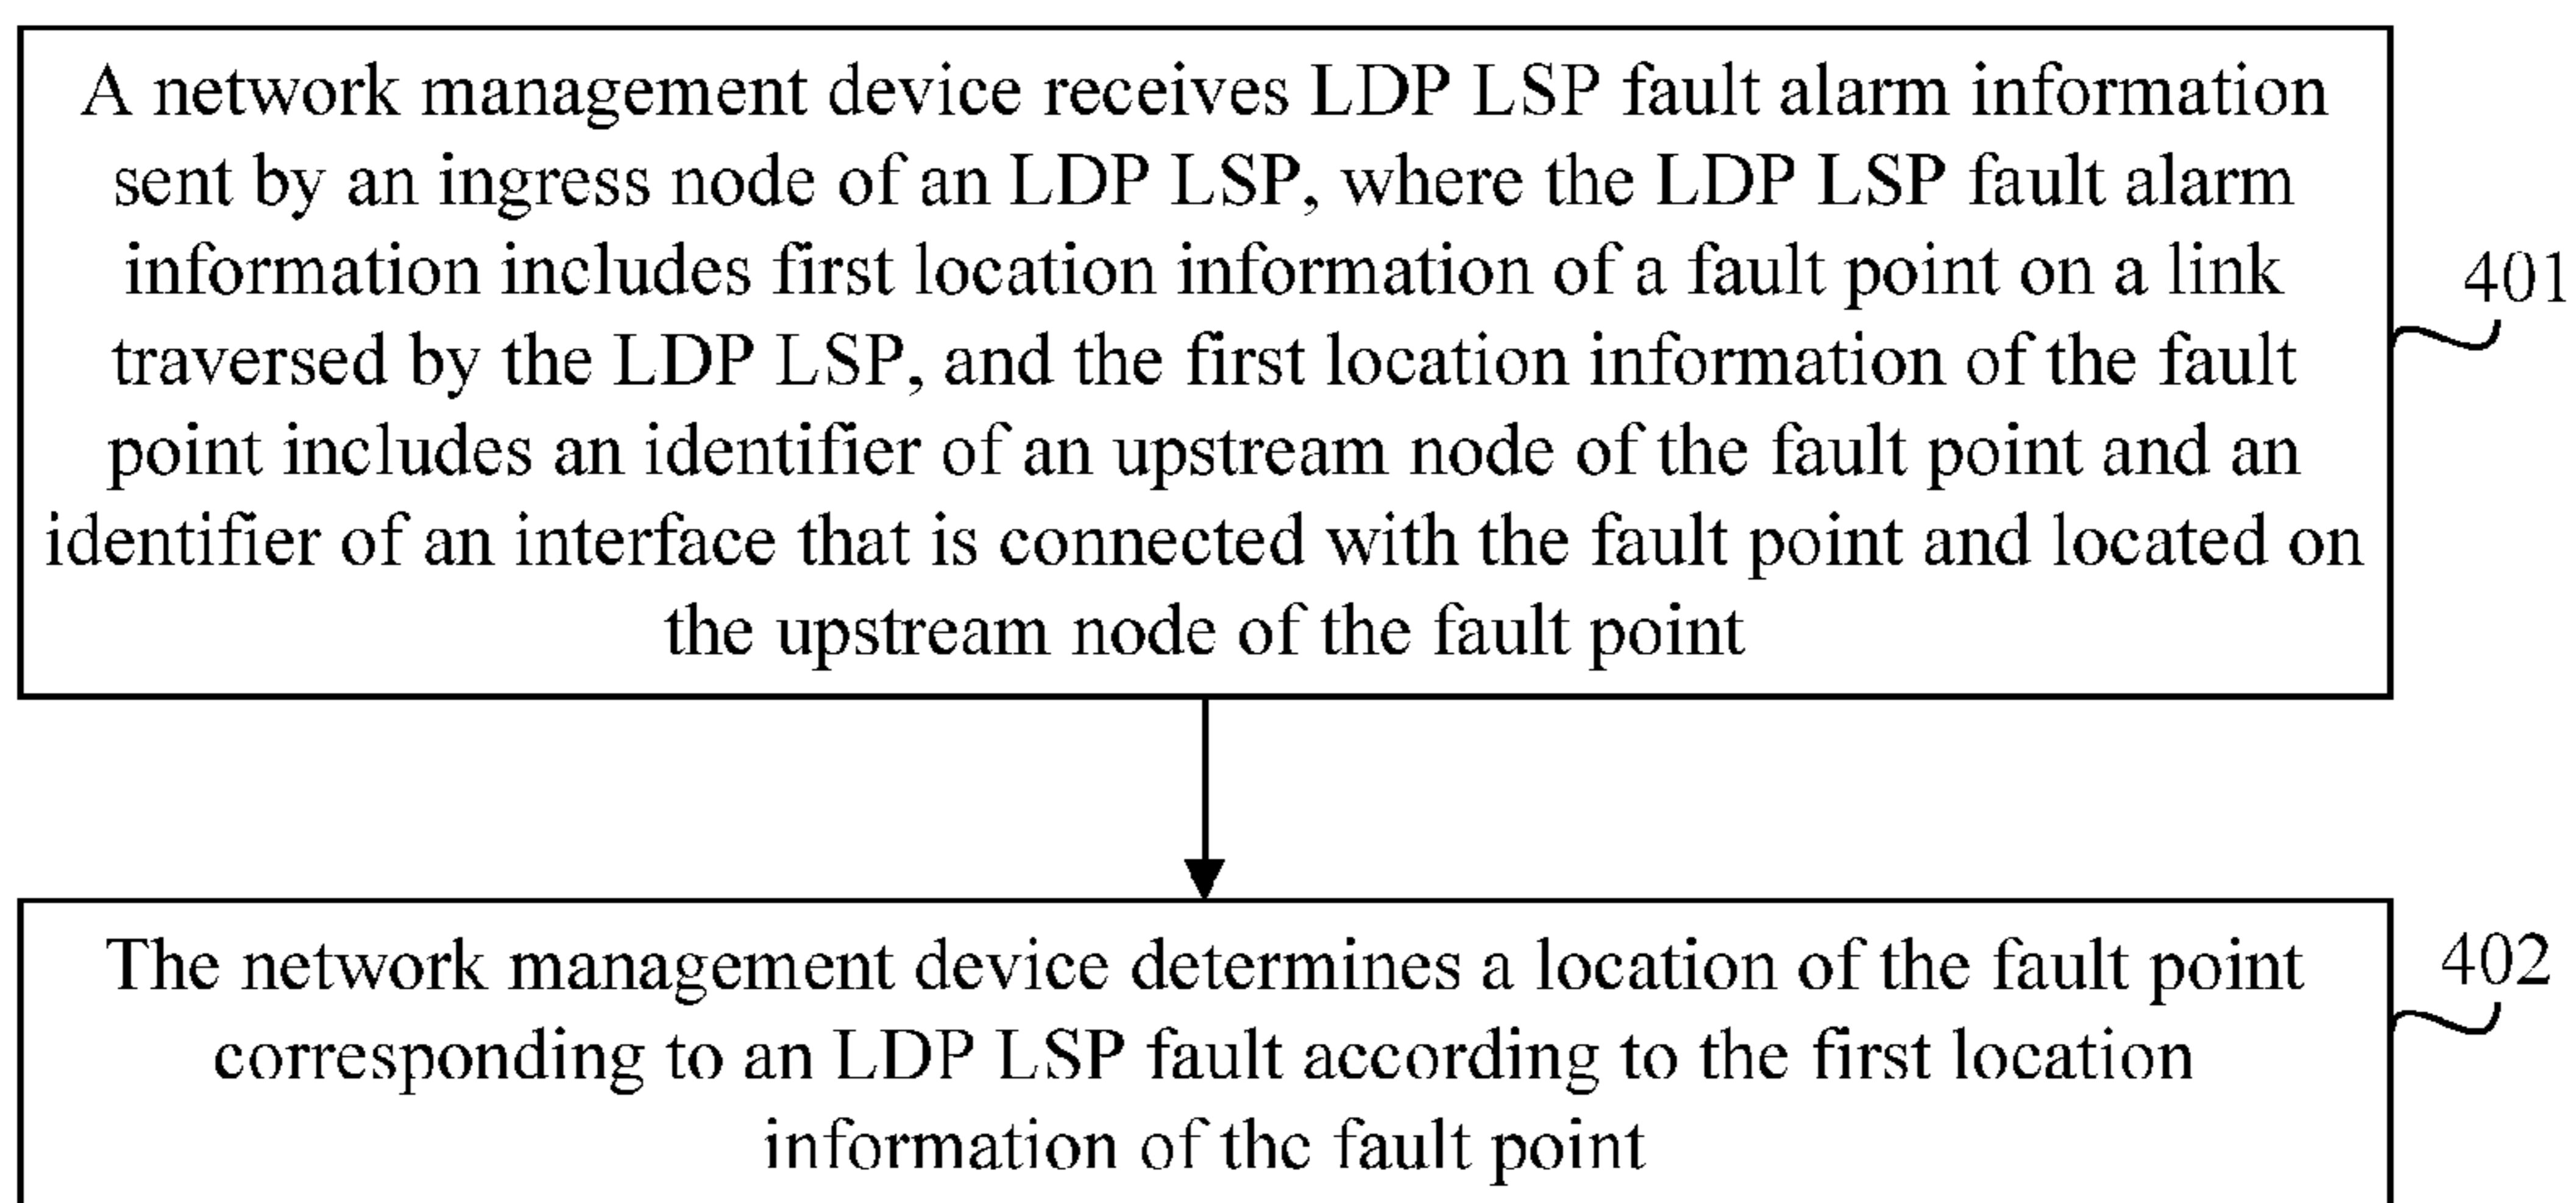 A network management device receives LDP LSP fault alarm information
sent by an ingress node of an LDP LSP, where the LDP LSP fault alarm
information includes first location information of a fault point on a link
traversed by the LDP LSP, and the first location information of the fault
point includes an identifier of an upstream node of the fault point and an
identifier of an interface that is connected with the fault point and located on
the upstream node of the fault point
401
The network management device determines a location of the fault point
corresponding to an LDP LSP fault according to the first location
information of the fault point
402